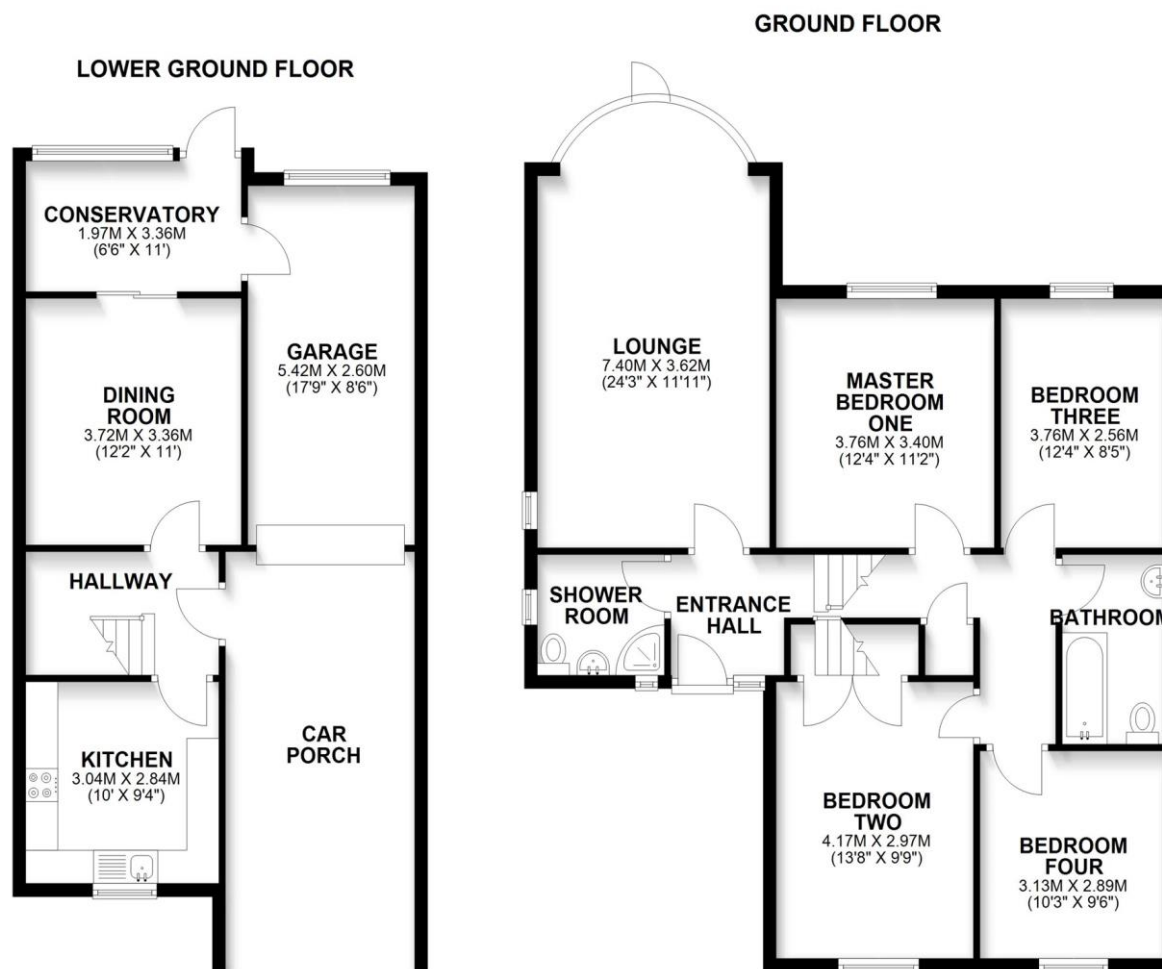 GROUND FLOOR
LOWER GROUND FLOOR
CONSERVATORY
1.97M X 3.36M
(6'6" X 11')
GARAGE
5.42M X 2.60M
(17'9" X 8'6")
DINING
ROOM
3.72M X 3.36M
(12'2" X 11')
HALLWAY
KITCHEN
3.04M X 2.84M
(10' X 9'4")
CAR
PORCH
LOUNGE
7.40M X 3.62M
(24'3" X 11'11")
MASTER
BEDROOM
ONE
3.76M X 3.40M
(12'4" X 11'2")
BEDROOM
THREE
3.76M X 2.56M
(12'4" X 8'5")
SHOWER
ROOM
ENTRANCE
HALL
BATHROOM
BEDROOM
TWO
4.17M X 2.97M
(13'8" X 9'9")
BEDROOM
FOUR
3.13M X 2.89M
(10'3" X 9'6")